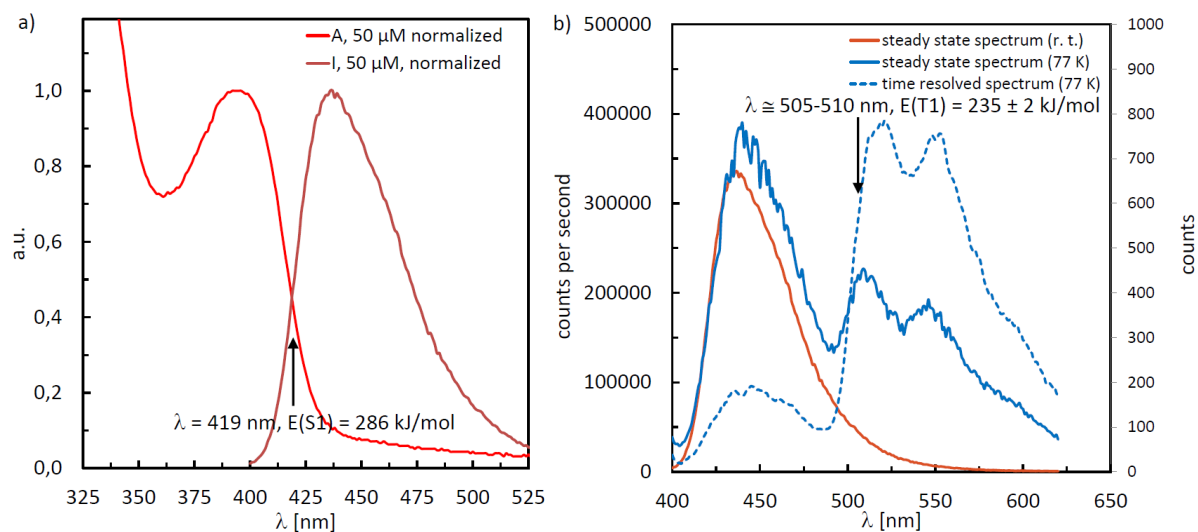 a)
A, 50 µM normalized
I, 50 µM, normalized
1,0
0,8
0,6
0,4
0,2
0,0
a.u.
λ = 419 nm, E(S1) = 286 kJ/mol
325 350 375 400 425 450 475 500 525
λ [nm]
b)
steady state spectrum (r. t.)
steady state spectrum (77 K)
time resolved spectrum (77 K)
λ ≅ 505-510 nm, E(T1) = 235 ± 2 kJ/mol
500000
400000
300000
200000
100000
0
counts per second
1000
900
800
700
600
500
400
300
200
100
0
counts
400 450 500 550 600 650
λ [nm]